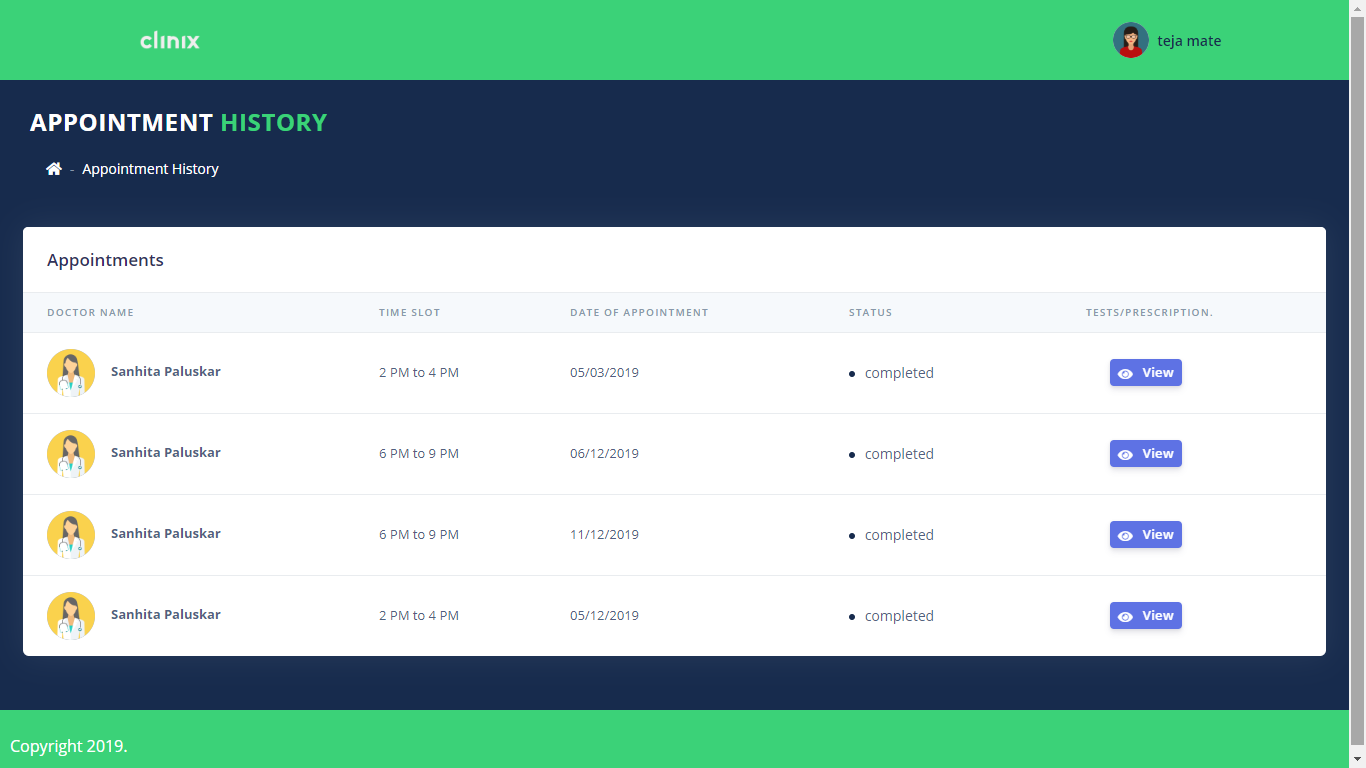 clinix
teja mate
APPOINTMENT HISTORY
- Appointment History
Appointments
DOCTOR NAME TIME SLOT DATE OF APPOINTMENT STATUS TESTS/PRESCRIPTION.
Sanhita Paluskar 2 PM to 4 PM 05/03/2019 completed View
Sanhita Paluskar 6 PM to 9 PM 06/12/2019 completed View
Sanhita Paluskar 6 PM to 9 PM 11/12/2019 completed View
Sanhita Paluskar 2 PM to 4 PM 05/12/2019 completed View
Copyright 2019.